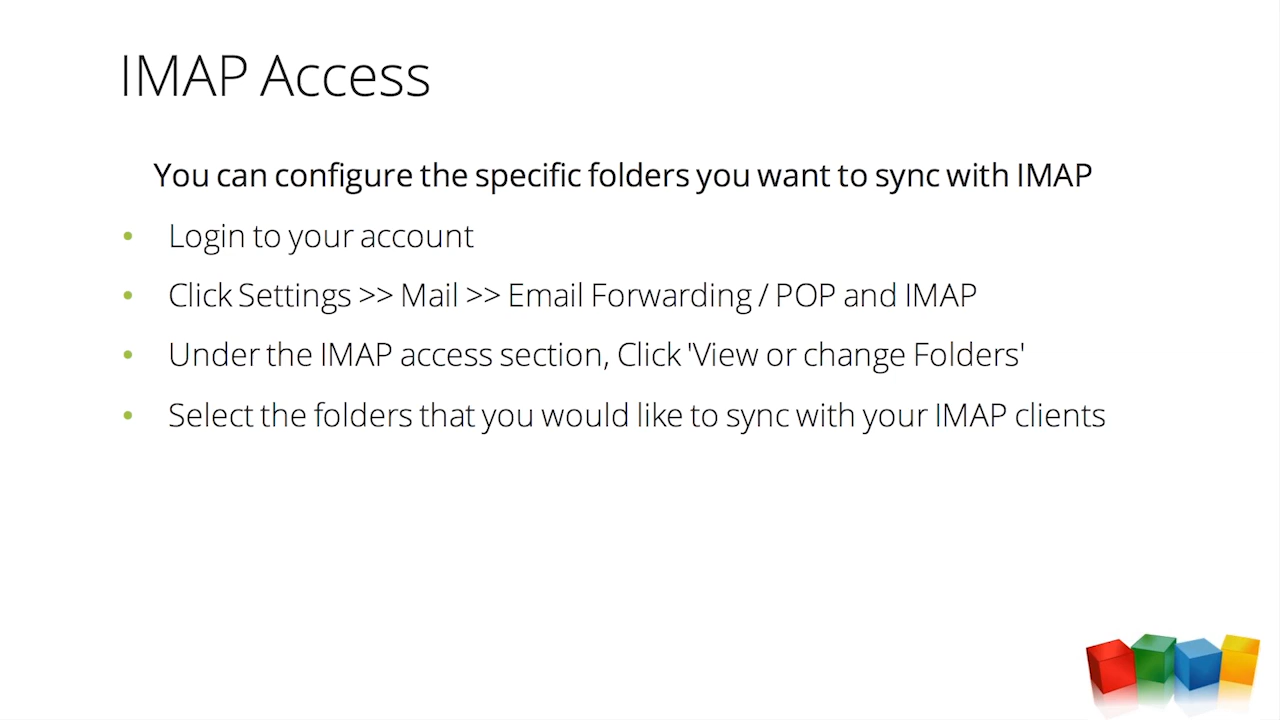 IMAP Access
You can configure the specific folders you want to sync with IMAP
• Login to your account
• Click Settings >> Mail >> Email Forwarding / POP and IMAP
• Under the IMAP access section, Click 'View or change Folders'
• Select the folders that you would like to sync with your IMAP clients